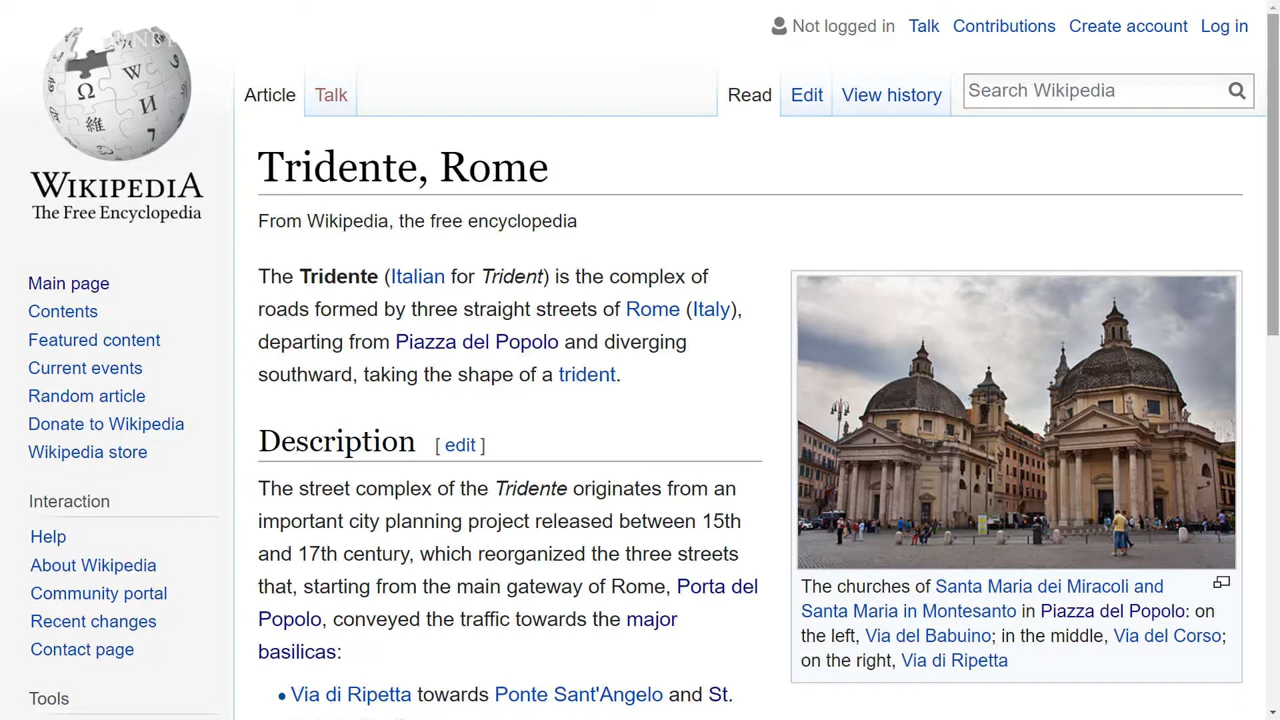 Not logged in Talk Contributions Create account Log in
Article Talk Read Edit View history Search Wikipedia
WIKIPEDIA
The Free Encyclopedia
Main page
Contents
Featured content
Current events
Random article
Donate to Wikipedia
Wikipedia store
Interaction
Help
About Wikipedia
Community portal
Recent changes
Contact page
Tools
Tridente, Rome
From Wikipedia, the free encyclopedia
The Tridente (Italian for Trident) is the complex of
roads formed by three straight streets of Rome (Italy),
departing from Piazza del Popolo and diverging
southward, taking the shape of a trident.
Description [ edit ]
The street complex of the Tridente originates from an
important city planning project released between 15th
and 17th century, which reorganized the three streets
that, starting from the main gateway of Rome, Porta del
Popolo, conveyed the traffic towards the major
basilicas:
• Via di Ripetta towards Ponte Sant'Angelo and St.
The churches of Santa Maria dei Miracoli and
Santa Maria in Montesanto in Piazza del Popolo: on
the left, Via del Babuino; in the middle, Via del Corso;
on the right, Via di Ripetta